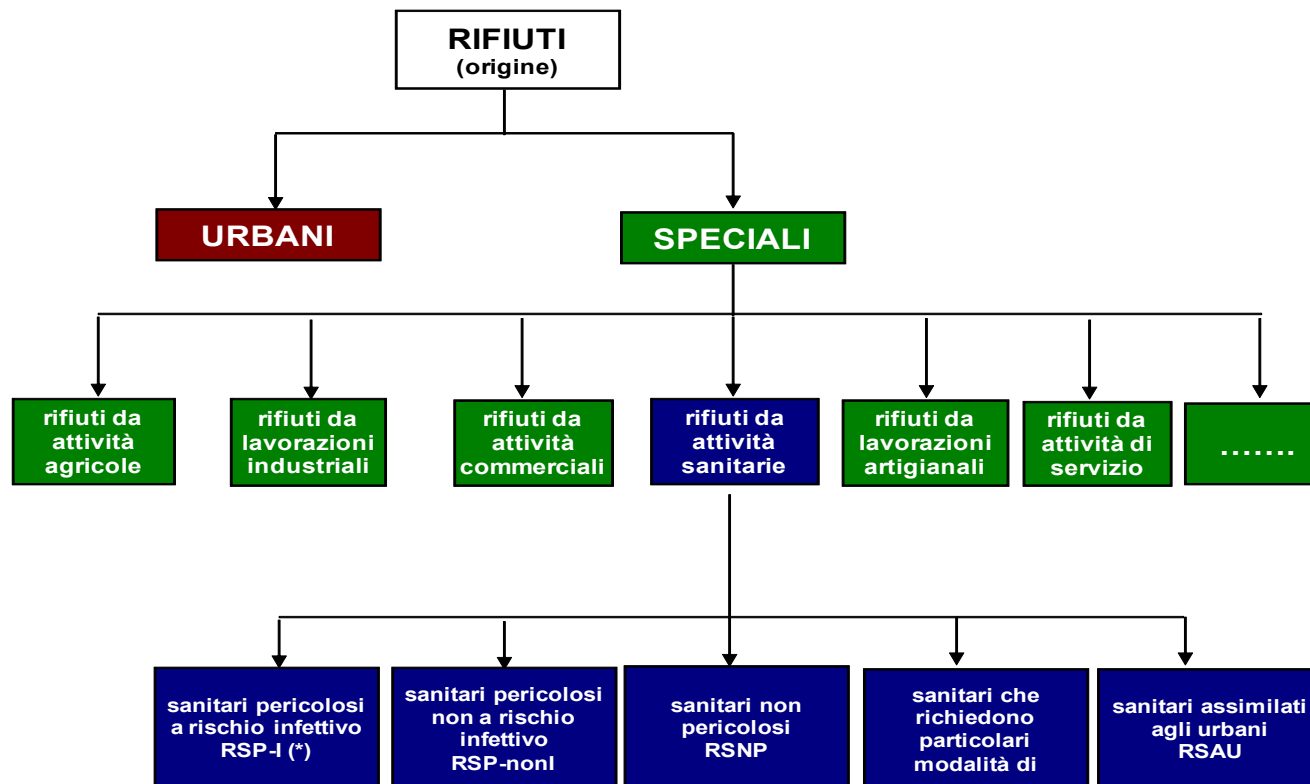 RIFIUTI
(origine)
URBANI
SPECIALI
rifiuti da
attività
agricole
rifiuti da
lavorazioni
industriali
rifiuti da
attività
commerciali
rifiuti da
attività
sanitarie
rifiuti da
lavorazioni
artigianali
rifiuti da
attività di
servizio
.......
sanitari pericolosi
a rischio infettivo
RSP-I (*)
sanitari pericolosi
non a rischio
infettivo
RSP-nonI
sanitari non
pericolosi
RSNP
sanitari che
richiedono
particolari
modalità di
sanitari assimilati
agli urbani
RSAU